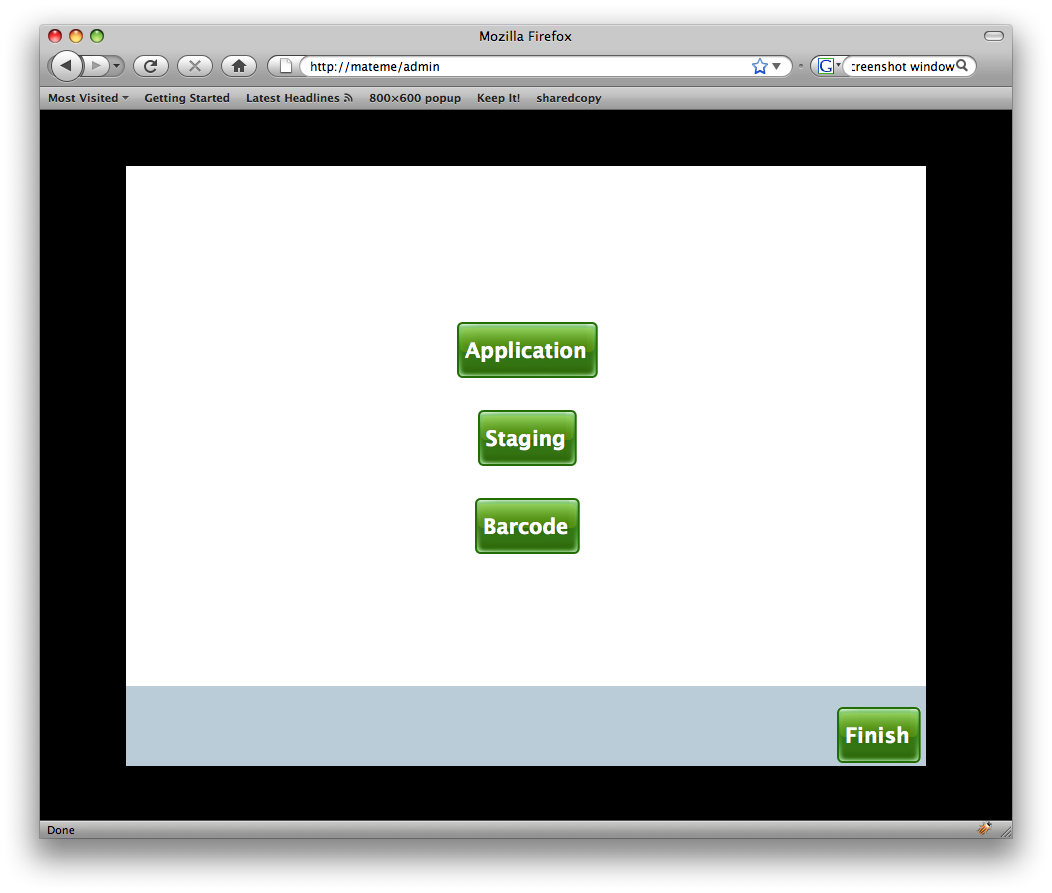 Mozilla Firefox
http://mateme/admin
G
:reenshot window
Most Visited Getting Started Latest Headlines 800×600 popup Keep It! sharedcopy
Application
Staging
Barcode
Finish
Done